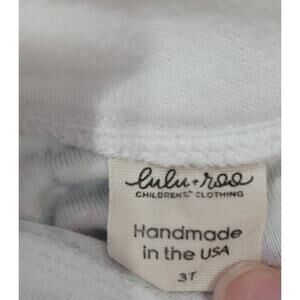 lulu + roo
CHILDREN'S CLOTHING
Handmade
in the USA
3T